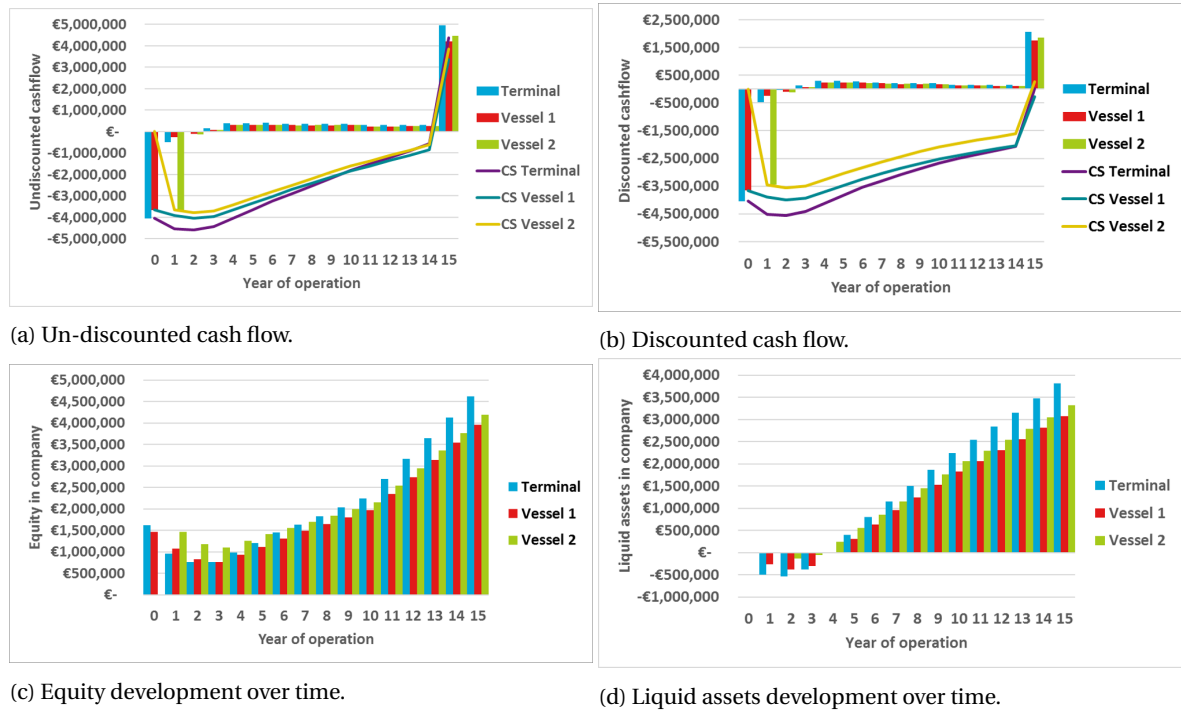 €5,000,000
€4,000,000
€3,000,000
€2,000,000
€1,000,000
€-
-€1,000,000
-€2,000,000
-€3,000,000
-€4,000,000
-€5,000,000
Undiscounted cashflow
0 1 2 3 4 5 6 7 8 9 10 11 12 13 14 15
Year of operation
Terminal
Vessel 1
Vessel 2
CS Terminal
CS Vessel 1
CS Vessel 2
(a) Un-discounted cash flow.
€2,500,000
€1,500,000
€500,000
-€500,000
-€1,500,000
-€2,500,000
-€3,500,000
-€4,500,000
-€5,500,000
Discounted cashflow
0 1 2 3 4 5 6 7 8 9 10 11 12 13 14 15
Year of operation
Terminal
Vessel 1
Vessel 2
CS Terminal
CS Vessel 1
CS Vessel 2
(b) Discounted cash flow.
€5,000,000
€4,500,000
€4,000,000
€3,500,000
€3,000,000
€2,500,000
€2,000,000
€1,500,000
€1,000,000
€500,000
€-
Equity in company
0 1 2 3 4 5 6 7 8 9 10 11 12 13 14 15
Year of operation
Terminal
Vessel 1
Vessel 2
(c) Equity development over time.
€4,000,000
€3,500,000
€3,000,000
€2,500,000
€2,000,000
€1,500,000
€1,000,000
€500,000
€-
-€500,000
-€1,000,000
Liquid assets in company
0 1 2 3 4 5 6 7 8 9 10 11 12 13 14 15
Year of operation
Terminal
Vessel 1
Vessel 2
(d) Liquid assets development over time.